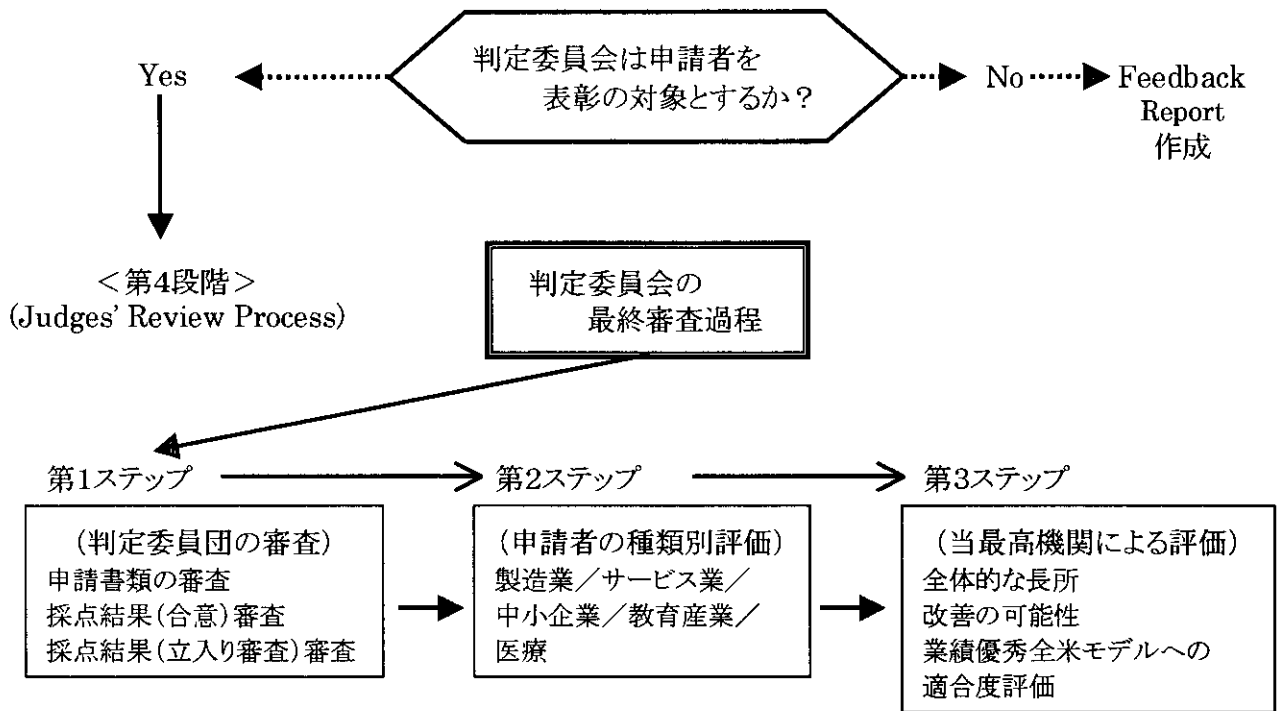 判定委員会は申請者を
表彰の対象とするか？
Yes
No
Feedback
Report
作成
＜第4段階＞
(Judges' Review Process)
判定委員会の
最終審査過程
第1ステップ
第2ステップ
第3ステップ
（判定委員団の審査）
申請書類の審査
採点結果（合意）審査
採点結果（立入り審査）審査
（申請者の種類別評価）
製造業／サービス業／
中小企業／教育産業／
医療
（当最高機関による評価）
全体的な長所
改善の可能性
業績優秀全米モデルへの
適合度評価